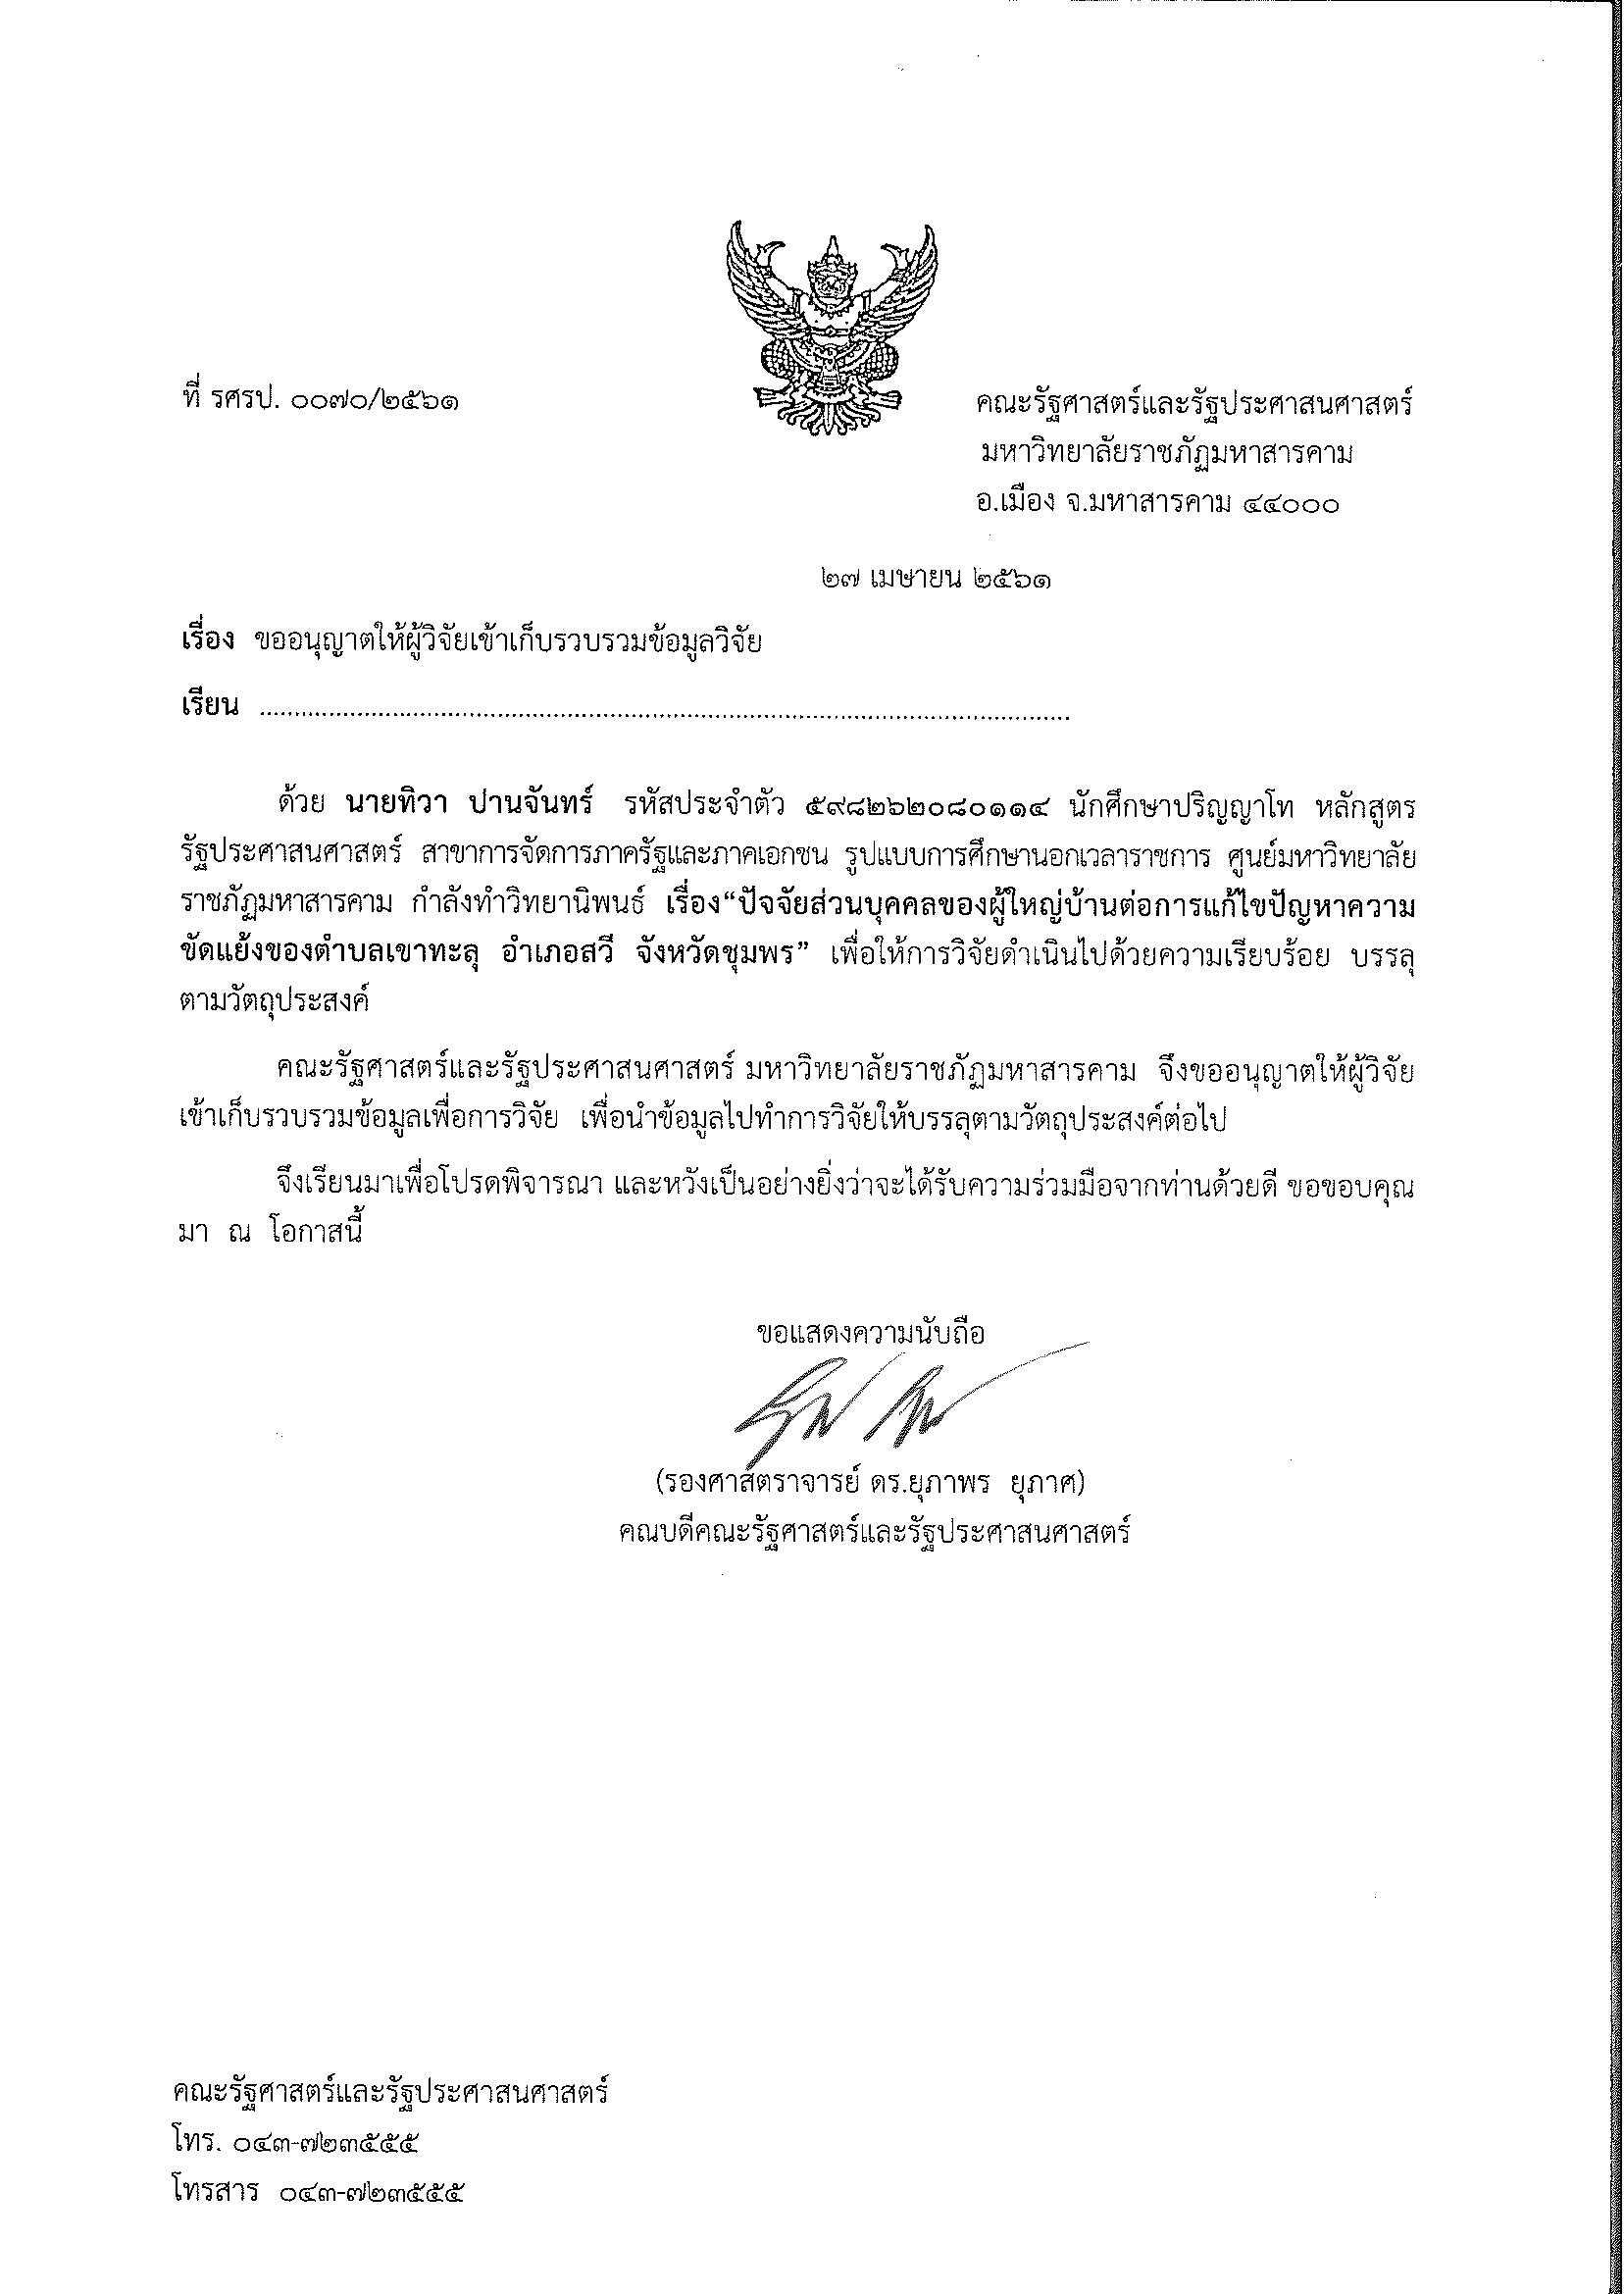 ที่ รศรป. ๐๐๗๐/๒๕๖๑
คณะรัฐศาสตร์และรัฐประศาสนศาสตร์
มหาวิทยาลัยราชภัฏมหาสารคาม
อ.เมือง จ.มหาสารคาม ๔๔๐๐๐
๒๗ เมษายน ๒๕๖๑
เรื่อง ขออนุญาตให้ผู้วิจัยเข้าเก็บรวบรวมข้อมูลวิจัย
เรียน ........................................................................................................................
ด้วย นายทิวา ปานจันทร์ รหัสประจำตัว ๕๙๘๒๖๒๐๘๐๑๑๔ นักศึกษาปริญญาโท หลักสูตร
รัฐประศาสนศาสตร์ สาขาการจัดการภาครัฐและภาคเอกชน รูปแบบการศึกษานอกเวลาราชการ ศูนย์มหาวิทยาลัย
ราชภัฏมหาสารคาม กำลังทำวิทยานิพนธ์ เรื่อง“ปัจจัยส่วนบุคคลของผู้ใหญ่บ้านต่อการแก้ไขปัญหาความ
ขัดแย้งของตำบลเขาทะลุ อำเภอสวี จังหวัดชุมพร” เพื่อให้การวิจัยดำเนินไปด้วยความเรียบร้อย บรรลุ
ตามวัตถุประสงค์
คณะรัฐศาสตร์และรัฐประศาสนศาสตร์ มหาวิทยาลัยราชภัฏมหาสารคาม จึงขออนุญาตให้ผู้วิจัย
เข้าเก็บรวบรวมข้อมูลเพื่อการวิจัย เพื่อนำข้อมูลไปทำการวิจัยให้บรรลุตามวัตถุประสงค์ต่อไป
จึงเรียนมาเพื่อโปรดพิจารณา และหวังเป็นอย่างยิ่งว่าจะได้รับความร่วมมือจากท่านด้วยดี ขอขอบคุณ
มา ณ โอกาสนี้
ขอแสดงความนับถือ
(รองศาสตราจารย์ ดร.ยุภาพร ยุภาศ)
คณบดีคณะรัฐศาสตร์และรัฐประศาสนศาสตร์
คณะรัฐศาสตร์และรัฐประศาสนศาสตร์
โทร. ๐๔๓-๗๒๓๕๕๕
โทรสาร ๐๔๓-๗๒๓๕๕๕